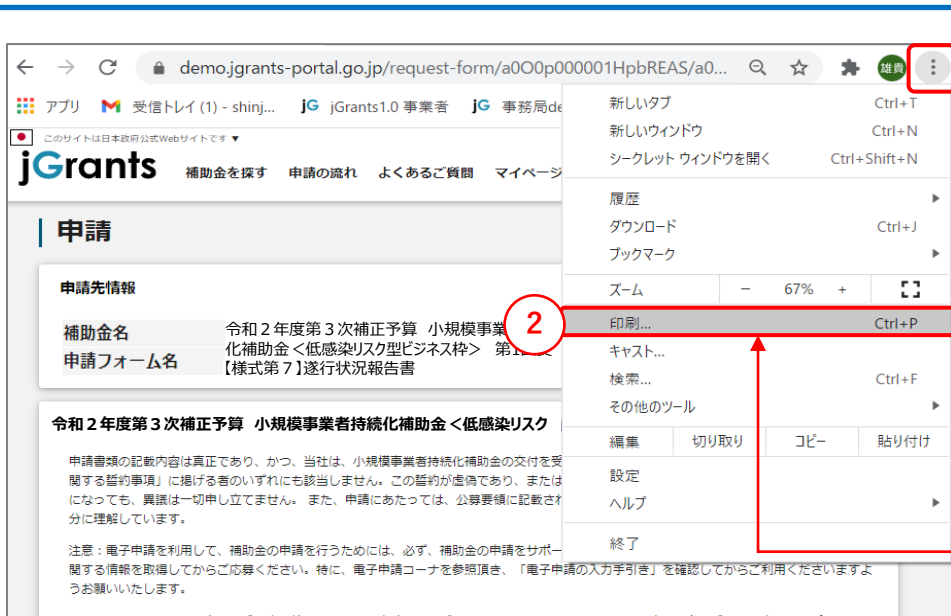 demo.jgrants-portal.go.jp/request-form/a0O0p000001HpbREAS/a0...
雄貴
アプリ 受信トレイ (1) - shinj... jG jGrants1.0 事業者 jG 事務局de
このサイトは日本政府公式Webサイトです ▼
jGrants 補助金を探す 申請の流れ よくあるご質問 マイページ
申請
申請先情報
補助金名 令和２年度第３次補正予算 小規模事業
化補助金＜低感染リスク型ビジネス枠＞
申請フォーム名 【様式第７】遂行状況報告書
令和２年度第３次補正予算 小規模事業者持続化補助金＜低感染リスク
申請書類の記載内容は真正であり、かつ、当社は、小規模事業者持続化補助金の交付を受
関する誓約事項」に掲げる者のいずれにも該当しません。この誓約が虚偽であり、または
になっても、異議は一切申し立てません。 また、申請にあたっては、公募要領に記載され
分に理解しています。
注意：電子申請を利用して、補助金の申請を行うためには、必ず、補助金の申請をサポー
関する情報を取得してからご応募ください。特に、電子申請コーナを参照頂き、「電子申請の入力手引き」を確認してからご利用くださいますよ
うお願いいたします。
新しいタブ Ctrl+T
新しいウィンドウ Ctrl+N
シークレット ウィンドウを開く Ctrl+Shift+N
履歴
ダウンロード Ctrl+J
ブックマーク
ズーム － 67% +
2
印刷... Ctrl+P
キャスト...
検索... Ctrl+F
その他のツール
編集 切り取り コピー 貼り付け
設定
ヘルプ
終了